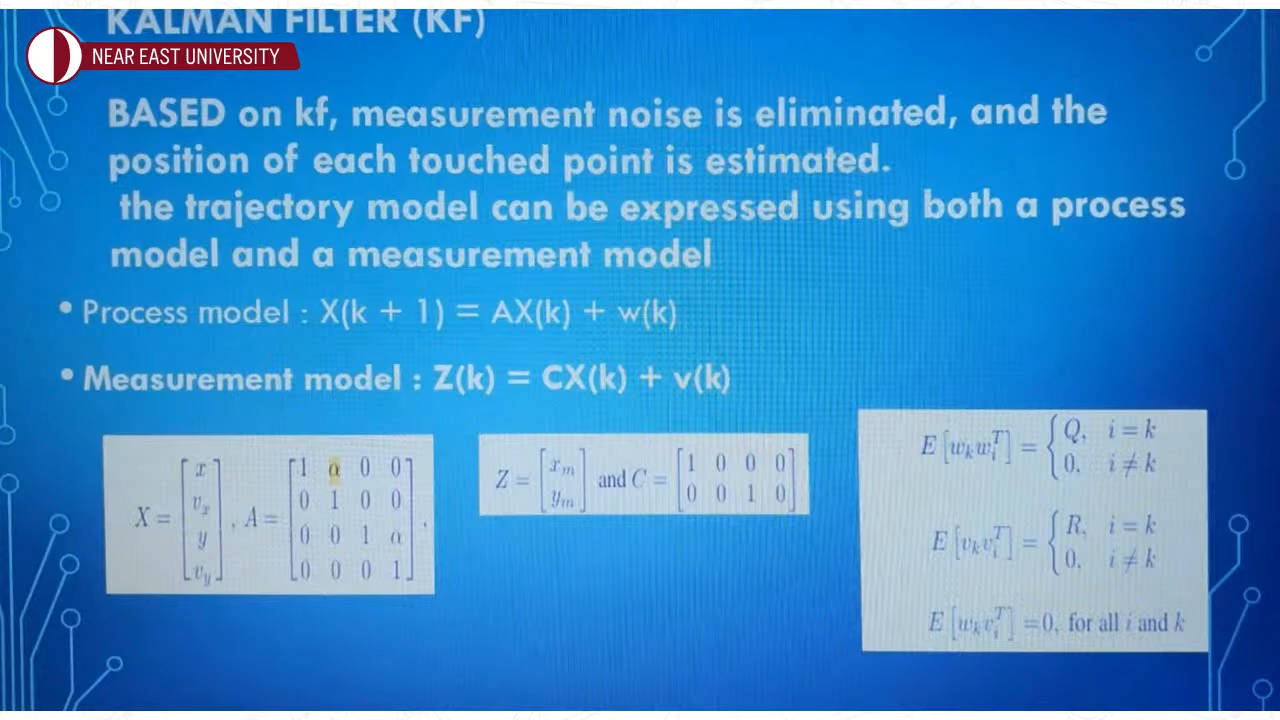 KALMAN FILTER (KF)
NEAR EAST UNIVERSITY
BASED on kf, measurement noise is eliminated, and the
position of each touched point is estimated.
the trajectory model can be expressed using both a process
model and a measurement model
• Process model : X(k + 1) = AX(k) + w(k)
• Measurement model : Z(k) = CX(k) + v(k)
X = [x v_x y v_y], A = [1 α 0 0
0 1 0 0
0 0 1 α
0 0 0 1],
Z = [x_m y_m] and C = [1 0 0 0
0 0 1 0]
E [w_k w_i^T] = { Q, i = k
0, i ≠ k
E [v_k v_i^T] = { R, i = k
0, i ≠ k
E [w_k v_i^T] =0, for all i and k